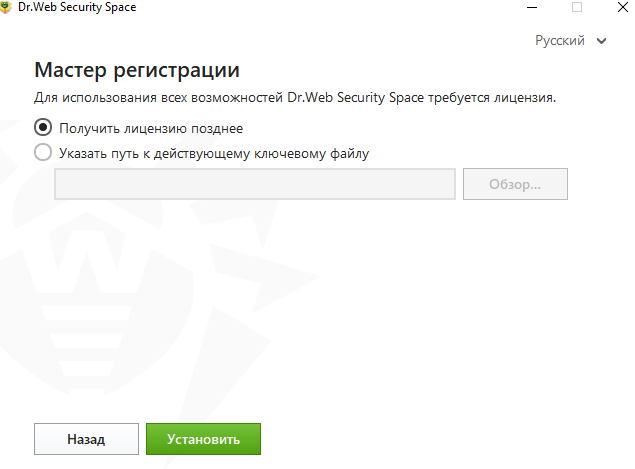 Dr.Web Security Space
Русский
Мастер регистрации
Для использования всех возможностей Dr.Web Security Space требуется лицензия.
Получить лицензию позднее
Указать путь к действующему ключевому файлу
Обзор...
Назад
Установить